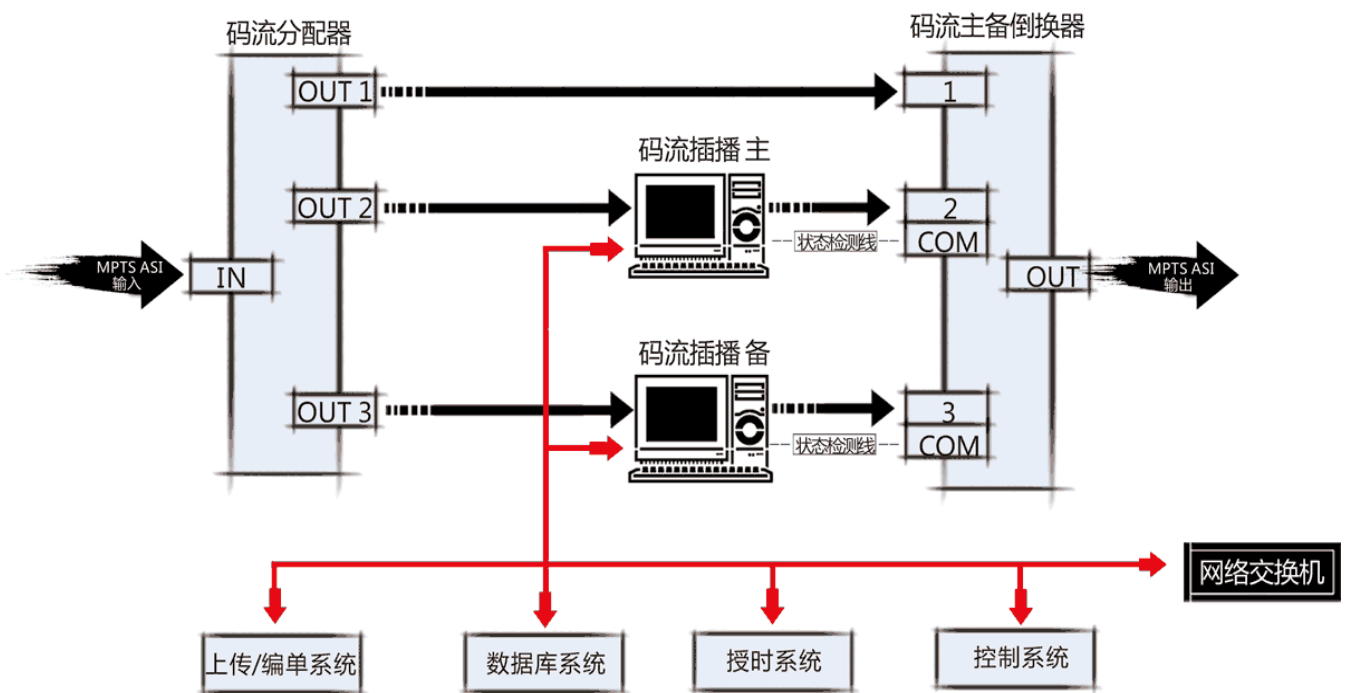 码流分配器
码流主备倒换器
OUT 1
1
码流插播 主
OUT 2
2
状态检测线
COM
MPTS ASI
输入
IN
OUT
MPTS ASI
输出
码流插播 备
OUT 3
3
状态检测线
COM
网络交换机
上传/编单系统
数据库系统
授时系统
控制系统